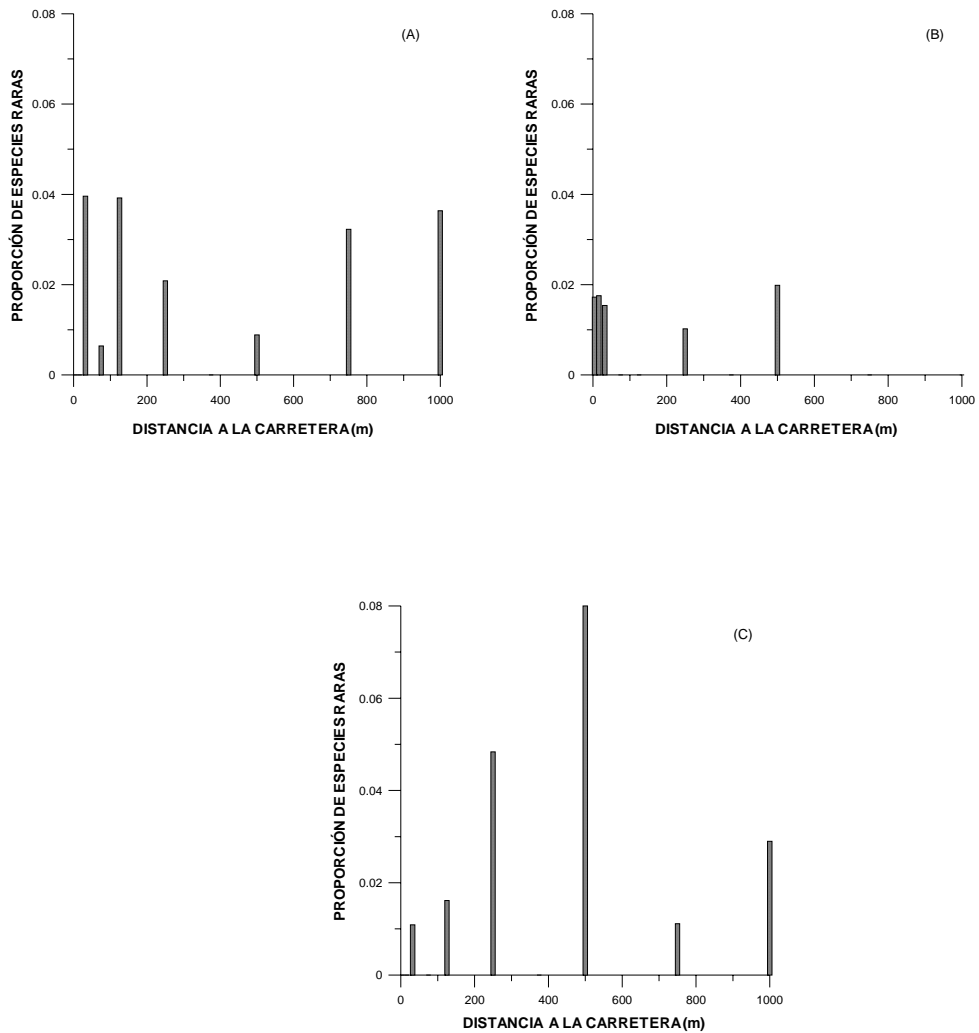 (A)
PROPORCIÓN DE ESPECIES RARAS
0.08
0.06
0.04
0.02
0
0 200 400 600 800 1000
DISTANCIA A LA CARRETERA (m)
(B)
PROPORCIÓN DE ESPECIES RARAS
0.08
0.06
0.04
0.02
0
0 200 400 600 800 1000
DISTANCIA A LA CARRETERA (m)
(C)
PROPORCIÓN DE ESPECIES RARAS
0.08
0.06
0.04
0.02
0
0 200 400 600 800 1000
DISTANCIA A LA CARRETERA (m)